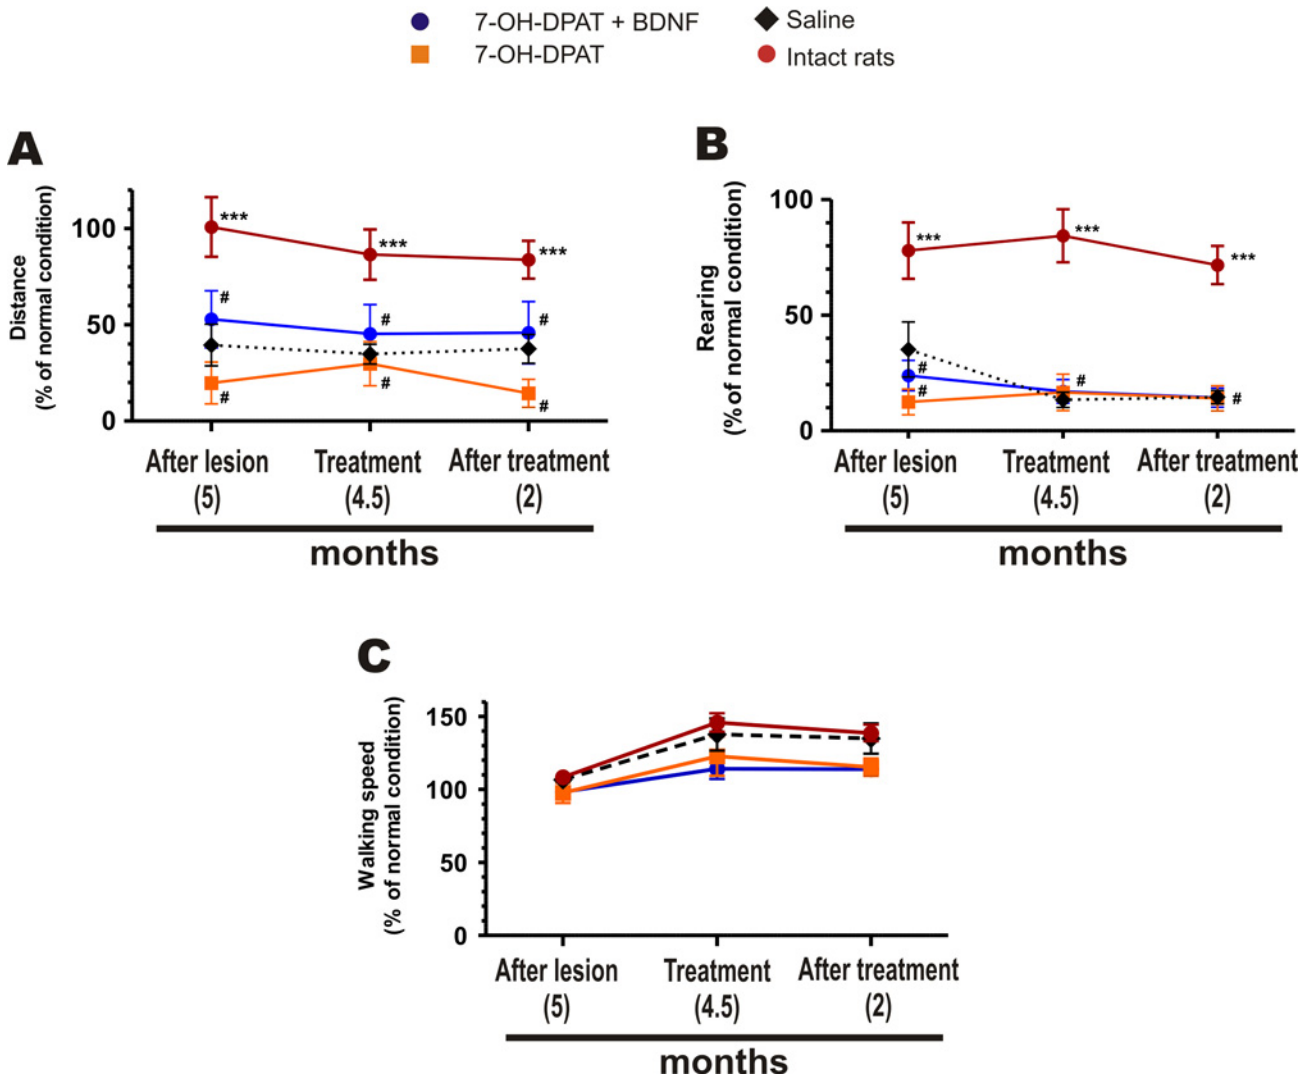 7-OH-DPAT + BDNF
Saline
7-OH-DPAT
Intact rats
A
Distance
(% of normal condition)
100
50
0
***
***
***
#
#
#
#
#
#
After lesion
Treatment
After treatment
(5)
(4.5)
(2)
months
B
Rearing
(% of normal condition)
100
50
0
***
***
***
#
#
#
#
After lesion
Treatment
After treatment
(5)
(4.5)
(2)
months
C
Walking speed
(% of normal condition)
150
100
50
0
After lesion
Treatment
After treatment
(5)
(4.5)
(2)
months